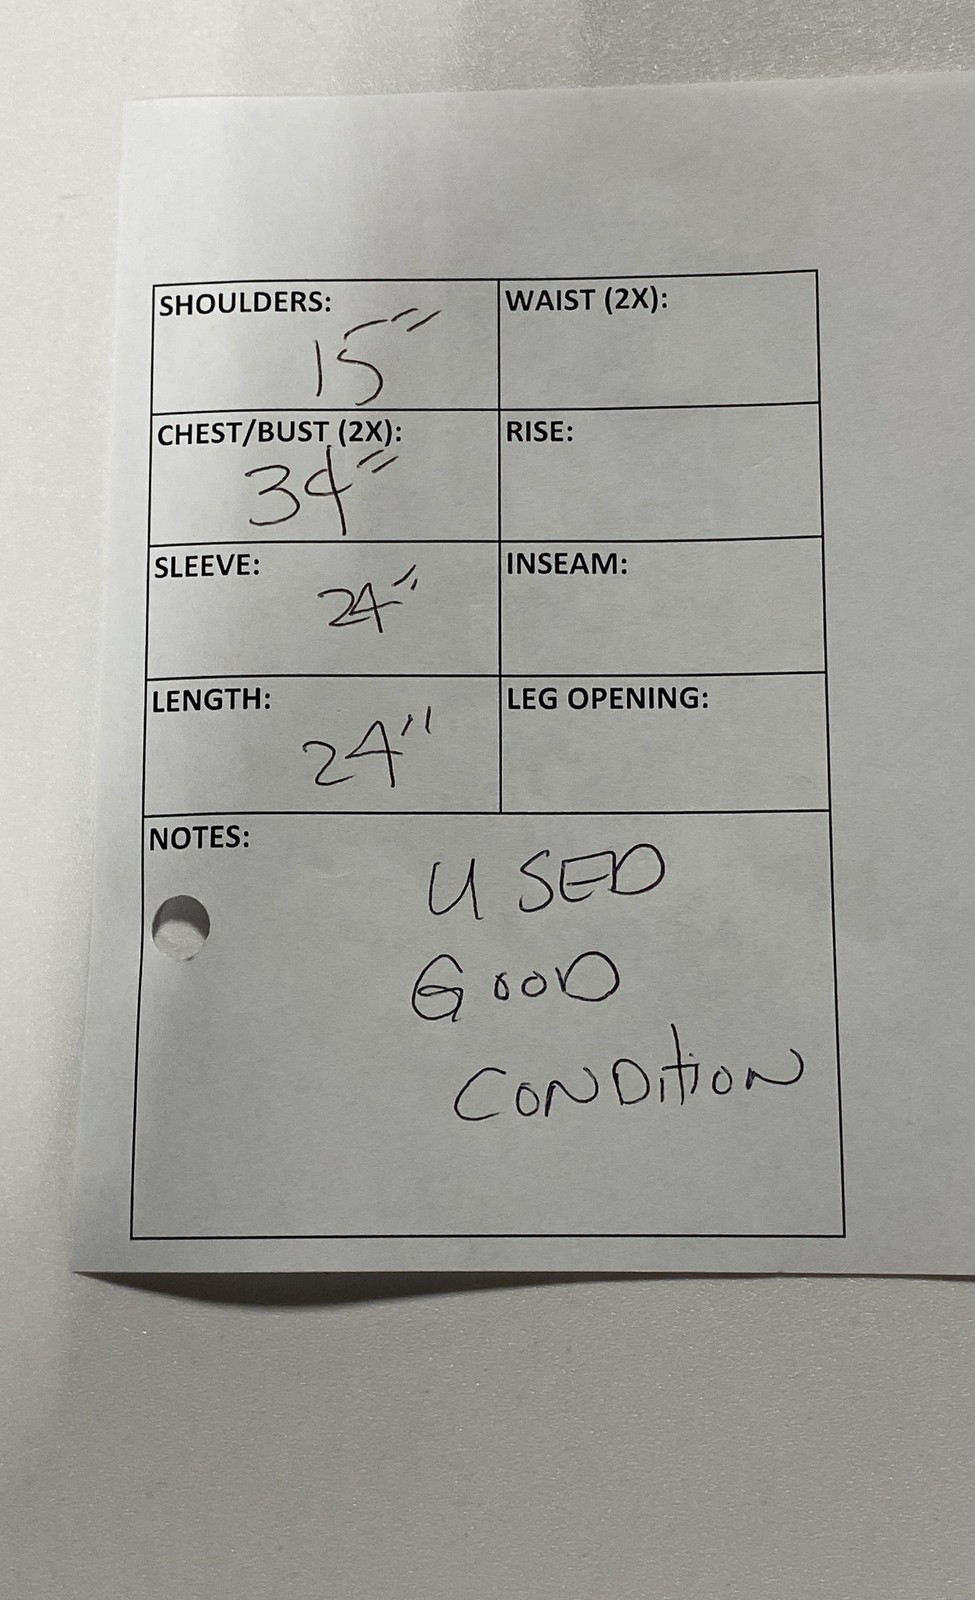 SHOULDERS:
15"
WAIST (2X):
CHEST/BUST (2X):
34"
RISE:
SLEEVE:
24"
INSEAM:
LENGTH:
24"
LEG OPENING:
NOTES:
USED
GOOD
CONDITION